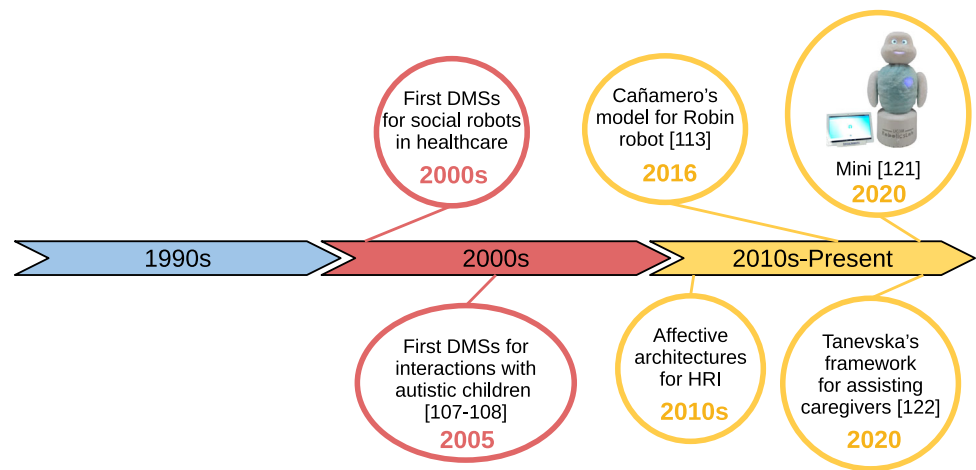 First DMSs
for social robots
in healthcare
2000s
Cañamero's
model for Robin
robot [113]
2016
Mini [121]
2020
1990s
2000s
2010s-Present
First DMSs for
interactions with
autistic children
[107-108]
2005
Affective
architectures
for HRI
2010s
Tanevska's
framework
for assisting
caregivers [122]
2020